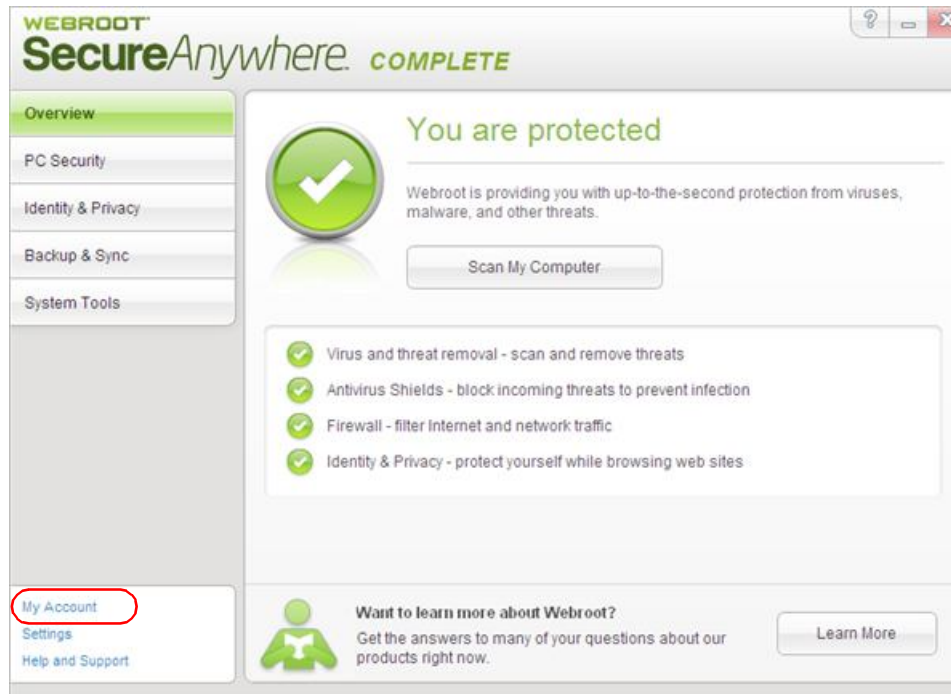 WEBROOT
SecureAnywhere. COMPLETE
Overview
PC Security
Identity & Privacy
Backup & Sync
System Tools
You are protected
Webroot is providing you with up-to-the-second protection from viruses,
malware, and other threats.
Scan My Computer
Virus and threat removal - scan and remove threats
Antivirus Shields - block incoming threats to prevent infection
Firewall - filter Internet and network traffic
Identity & Privacy - protect yourself while browsing web sites
My Account
Settings
Help and Support
Want to learn more about Webroot?
Get the answers to many of your questions about our
products right now.
Learn More